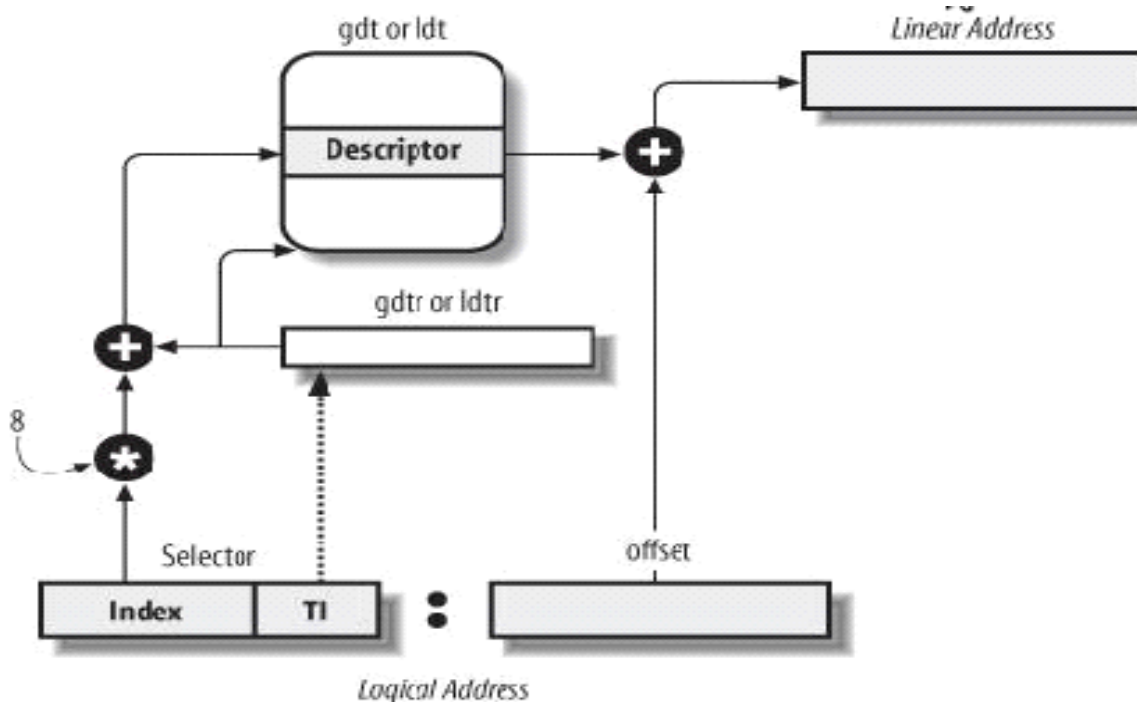 gdt or ldt
Linear Address
Descriptor
gdtr or ldtr
8
Selector
offset
Index
TI
:
Logical Address